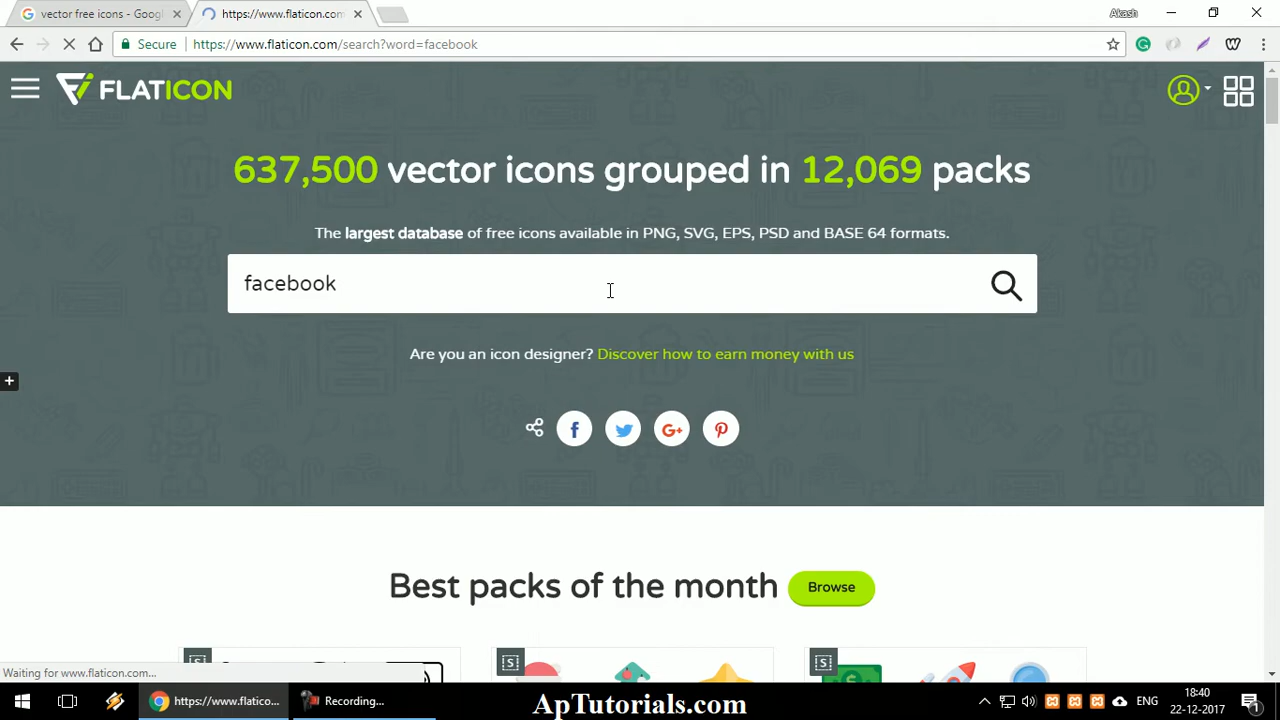 vector free icons - Googl
https://www.flaticon.com
Akash
Secure
https://www.flaticon.com/search?word=facebook
FLATICON
637,500 vector icons grouped in 12,069 packs
The largest database of free icons available in PNG, SVG, EPS, PSD and BASE 64 formats.
facebook
Are you an icon designer? Discover how to earn money with us
Best packs of the month
Browse
Waiting for www.flaticon.com...
https://www.flatico...
Recording...
ApTutorials.com
ENG
18:40
22-12-2017